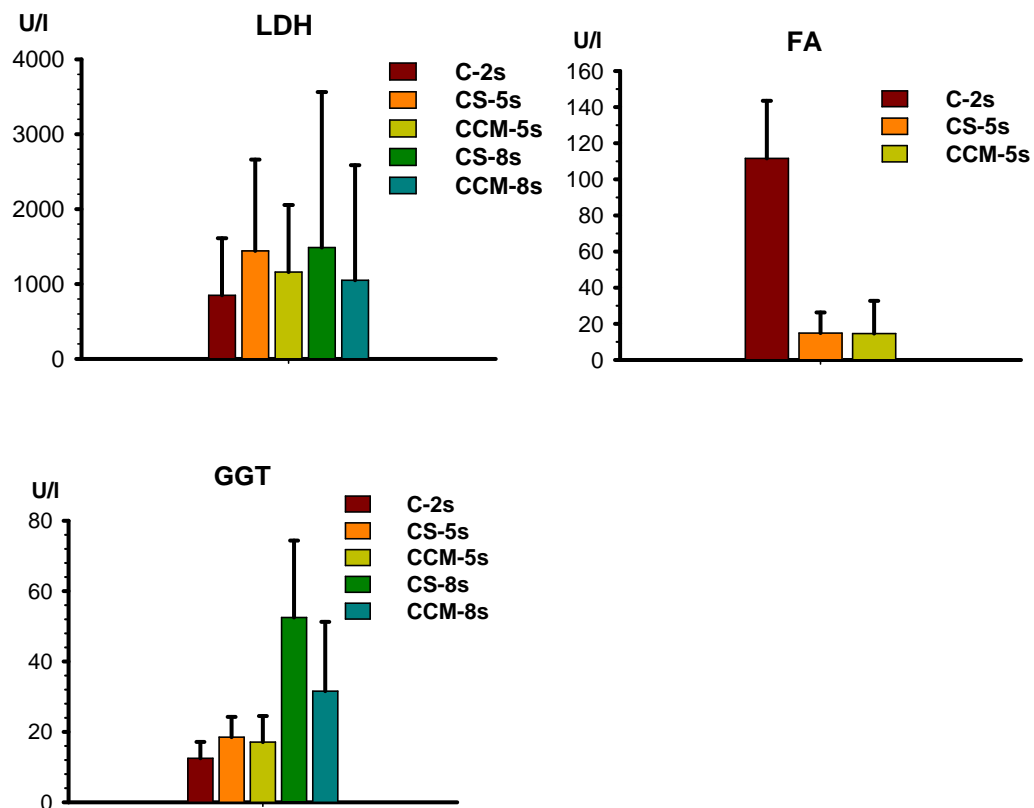 U/l
LDH
4000
3000
2000
1000
0
C-2s
CS-5s
CCM-5s
CS-8s
CCM-8s
U/l
FA
160
140
120
100
80
60
40
20
0
C-2s
CS-5s
CCM-5s
GGT
U/l
80
60
40
20
0
C-2s
CS-5s
CCM-5s
CS-8s
CCM-8s